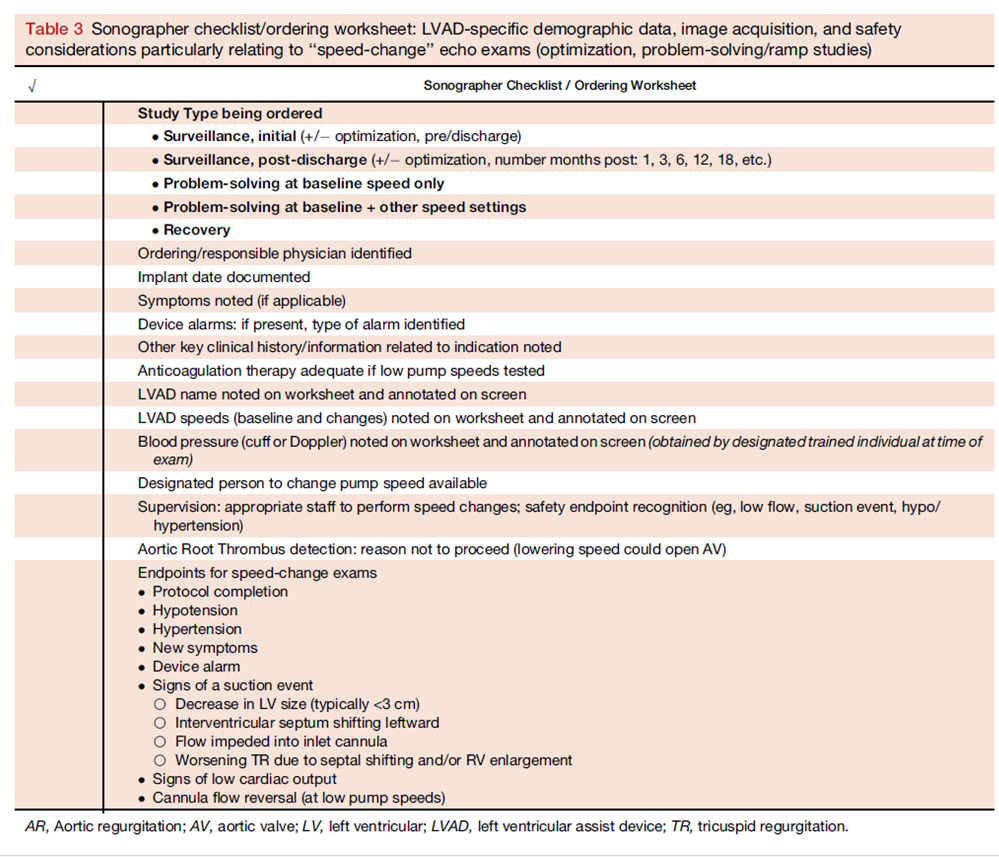 Table 3 Sonographer checklist/ordering worksheet: LVAD-specific demographic data, image acquisition, and safety
considerations particularly relating to ‘‘speed-change’’ echo exams (optimization, problem-solving/ramp studies)
√ Sonographer Checklist / Ordering Worksheet
Study Type being ordered
● Surveillance, initial (+/− optimization, pre/discharge)
● Surveillance, post-discharge (+/− optimization, number months post: 1, 3, 6, 12, 18, etc.)
● Problem-solving at baseline speed only
● Problem-solving at baseline + other speed settings
● Recovery
Ordering/responsible physician identified
Implant date documented
Symptoms noted (if applicable)
Device alarms: if present, type of alarm identified
Other key clinical history/information related to indication noted
Anticoagulation therapy adequate if low pump speeds tested
LVAD name noted on worksheet and annotated on screen
LVAD speeds (baseline and changes) noted on worksheet and annotated on screen
Blood pressure (cuff or Doppler) noted on worksheet and annotated on screen (obtained by designated trained individual at time of
exam)
Designated person to change pump speed available
Supervision: appropriate staff to perform speed changes; safety endpoint recognition (eg, low flow, suction event, hypo/
hypertension)
Aortic Root Thrombus detection: reason not to proceed (lowering speed could open AV)
Endpoints for speed-change exams
● Protocol completion
● Hypotension
● Hypertension
● New symptoms
● Device alarm
● Signs of a suction event
○ Decrease in LV size (typically <3 cm)
○ Interventricular septum shifting leftward
○ Flow impeded into inlet cannula
○ Worsening TR due to septal shifting and/or RV enlargement
● Signs of low cardiac output
● Cannula flow reversal (at low pump speeds)
AR, Aortic regurgitation; AV, aortic valve; LV, left ventricular; LVAD, left ventricular assist device; TR, tricuspid regurgitation.